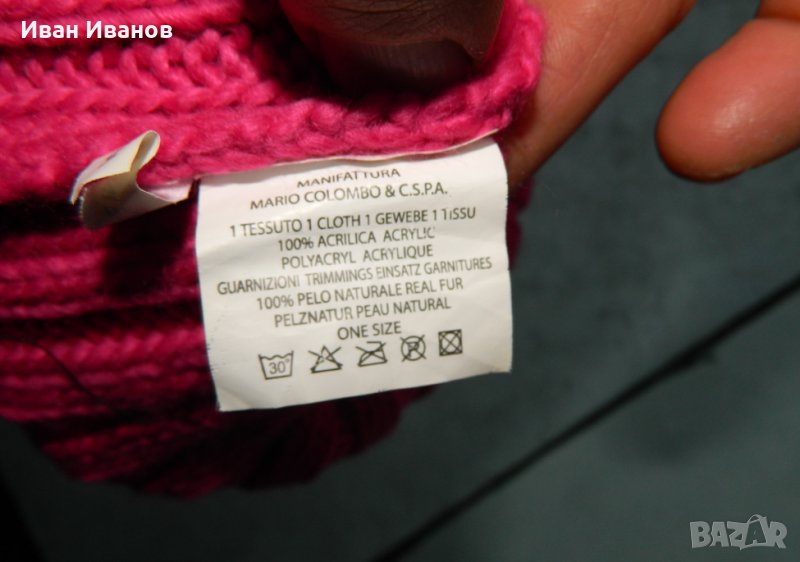 Иван Иванов
MANIFATTURA
MARIO COLOMBO & C.S.P.A.
1 TESSUTO 1 CLOTH 1 GEWEBE 1 TISSU
100% ACRILICA ACRYLIC
POLYACRYL ACRYLIQUE
GUARNIZIONI TRIMMINGS EINSATZ GARNITURES
100% PELO NATURALE REAL FUR
PELZNATUR PEAU NATURAL
ONE SIZE
30°
BAZAR